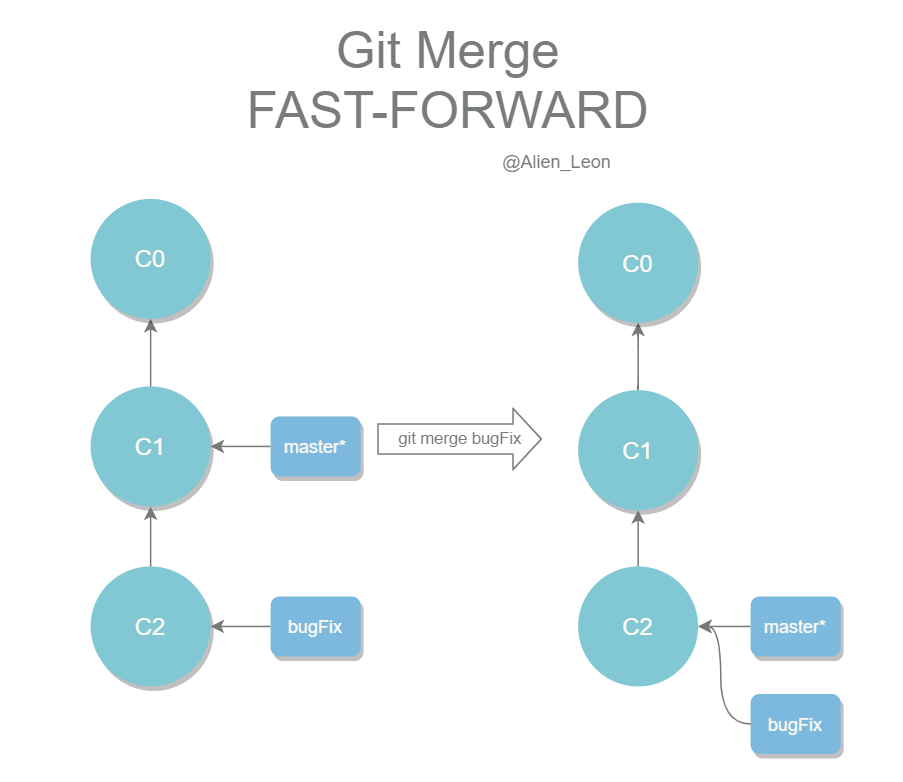 Git Merge
FAST-FORWARD
@Alien_Leon
C0
C0
C1
master*
git merge bugFix
C1
C2
bugFix
C2
master*
bugFix